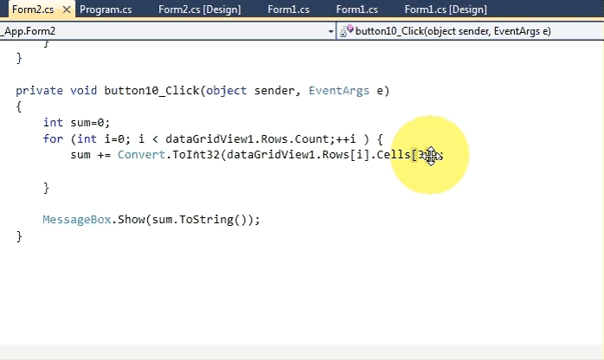 Form2.cs × Program.cs Form2.cs [Design] Form1.cs Form1.cs Form1.cs [Design]
_App.Form2 button10_Click(object sender, EventArgs e)
}
}
private void button10_Click(object sender, EventArgs e)
{
int sum=0;
for (int i=0; i < dataGridView1.Rows.Count;++i ) {
sum += Convert.ToInt32(dataGridView1.Rows[i].Cells[3]);
}
MessageBox.Show(sum.ToString());
}